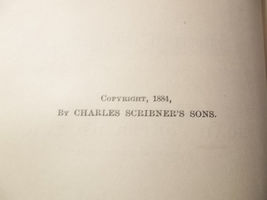 Copyright, 1884,
By CHARLES SCRIBNER'S SONS.